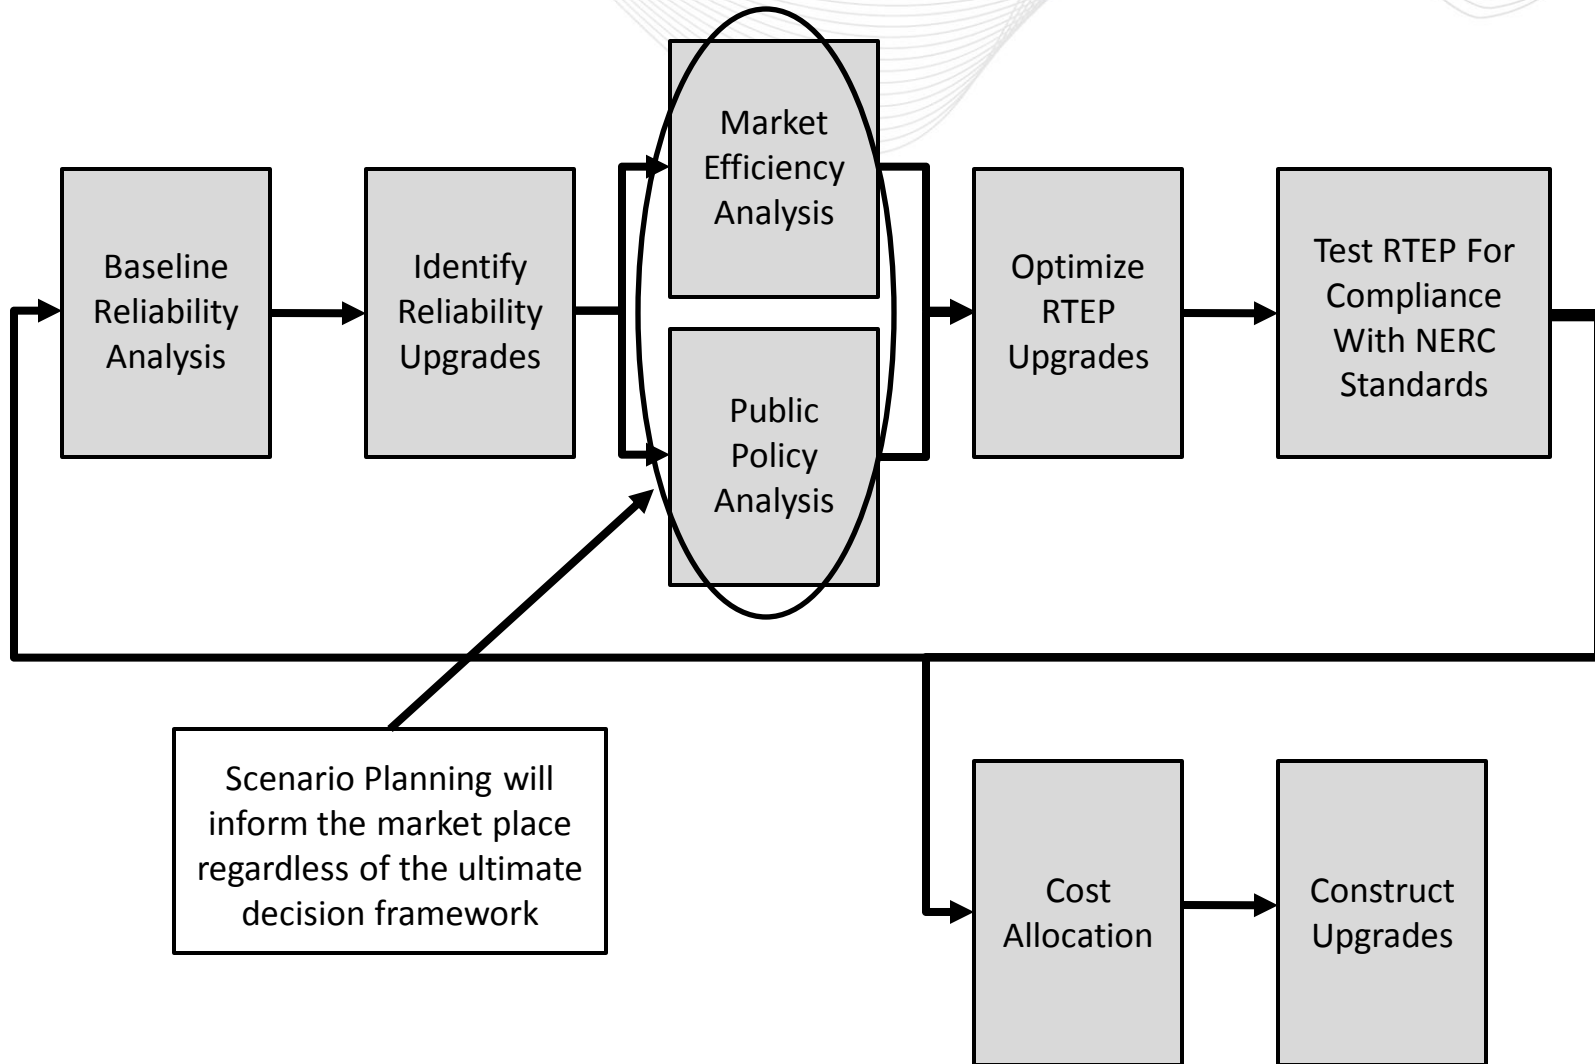 Market
Efficiency
Analysis
Baseline
Reliability
Analysis
Identify
Reliability
Upgrades
Optimize
RTEP
Upgrades
Test RTEP For
Compliance
With NERC
Standards
Public
Policy
Analysis
Scenario Planning will
inform the market place
regardless of the ultimate
decision framework
Cost
Allocation
Construct
Upgrades